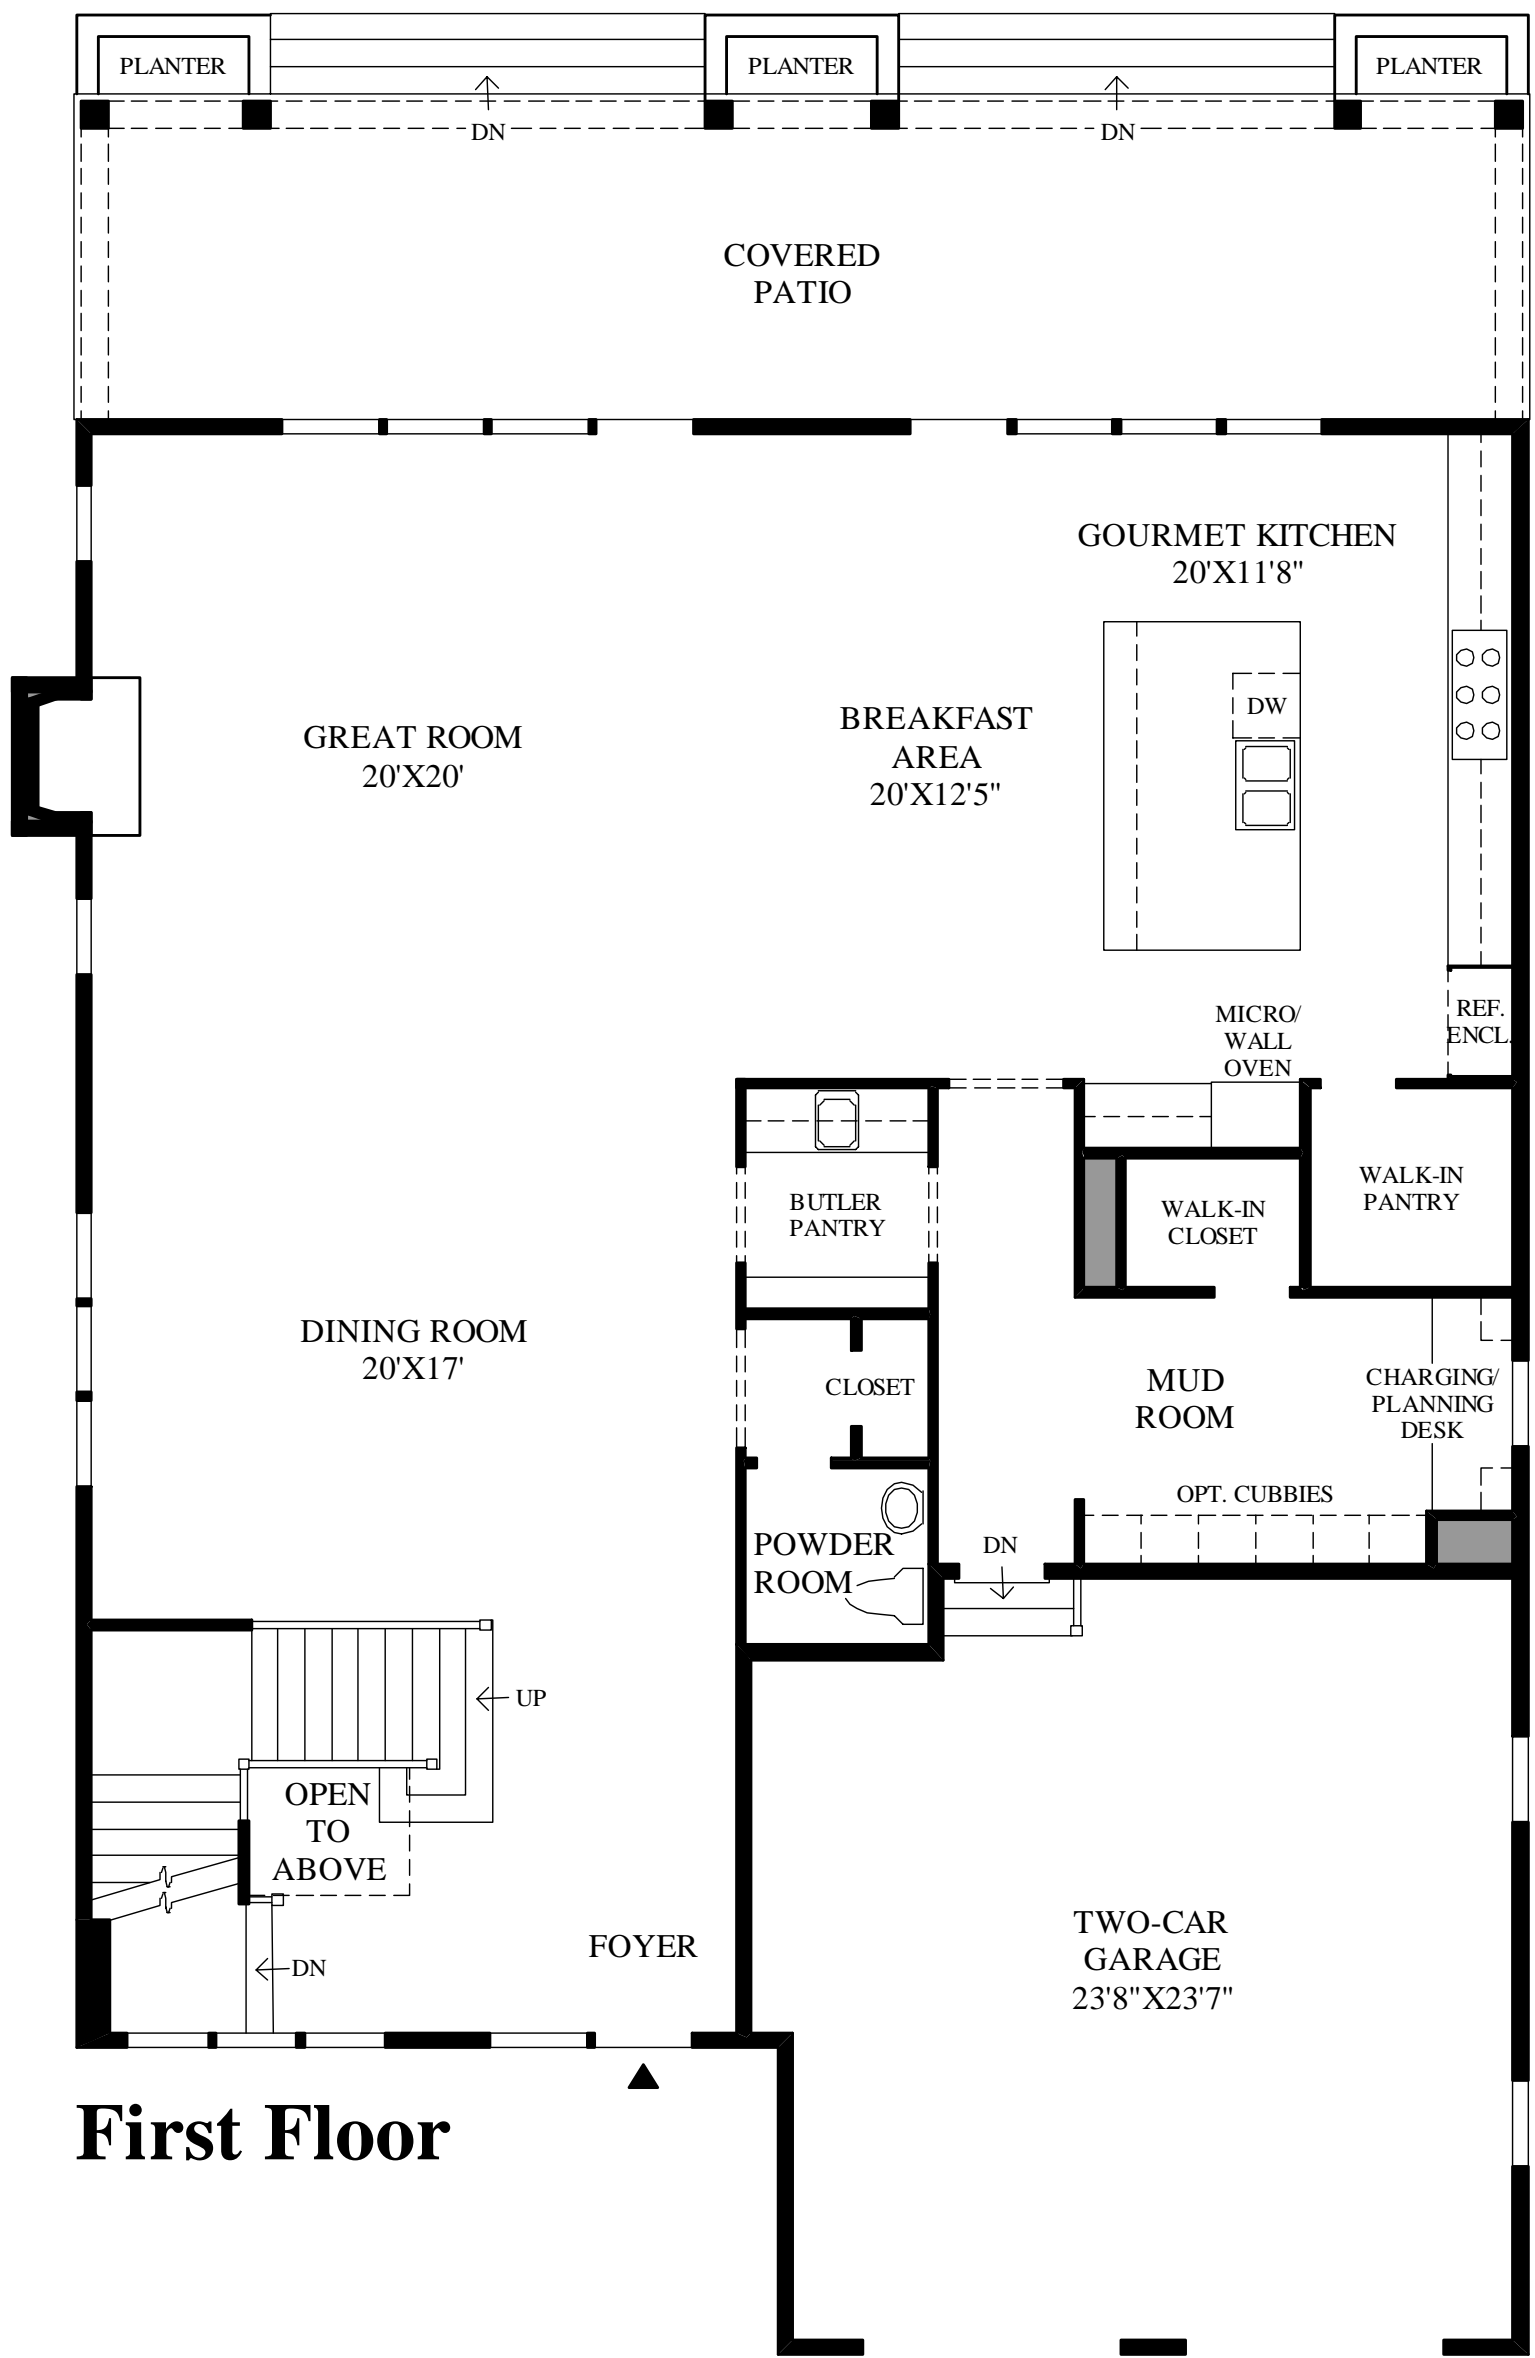 PLANTER
PLANTER
PLANTER
DN
DN
COVERED
PATIO
GOURMET KITCHEN
20'X11'8"
GREAT ROOM
20'X20'
BREAKFAST
AREA
20'X12'5"
DW
MICRO/
WALL
OVEN
REF.
ENCL.
BUTLER
PANTRY
WALK-IN
CLOSET
WALK-IN
PANTRY
DINING ROOM
20'X17'
CLOSET
MUD
ROOM
CHARGING/
PLANNING
DESK
OPT. CUBBIES
POWDER
ROOM
DN
UP
OPEN
TO
ABOVE
FOYER
DN
TWO-CAR
GARAGE
23'8"X23'7"
First Floor